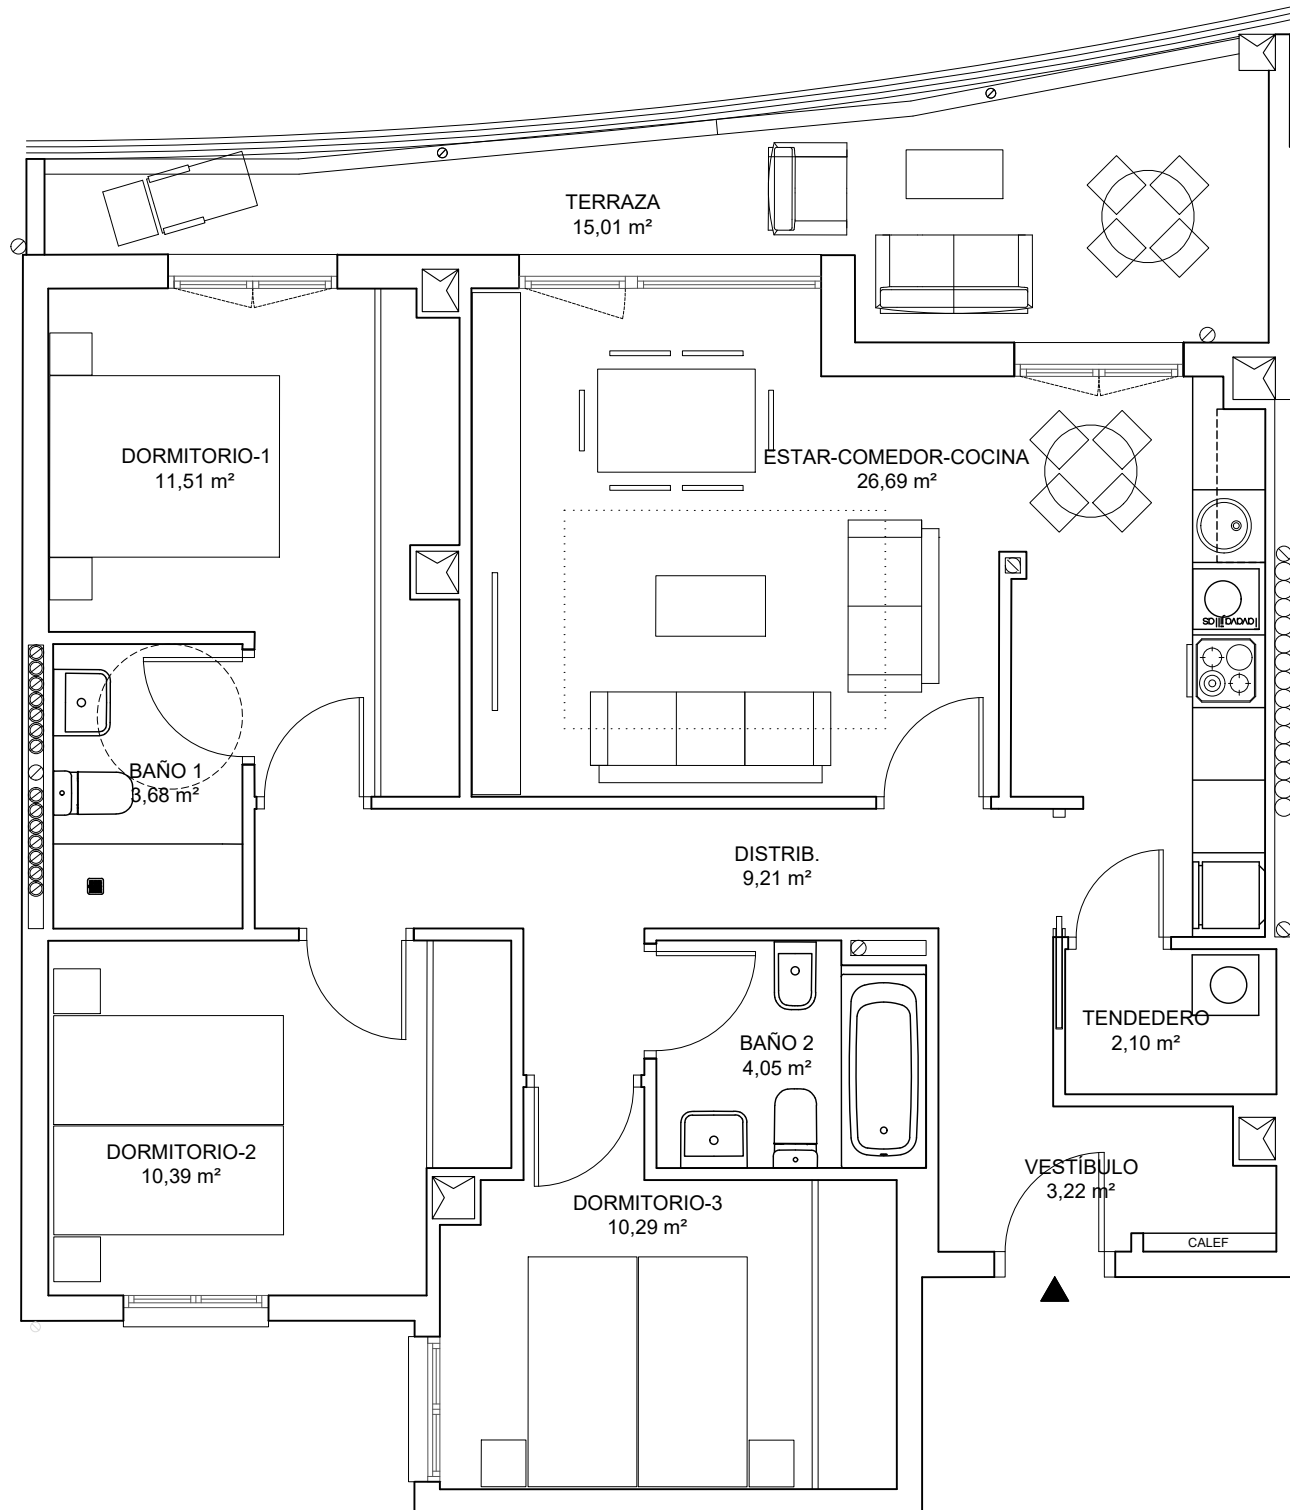 TERRAZA
15,01 m²
DORMITORIO-1
11,51 m²
ESTAR-COMEDOR-COCINA
26,69 m²
lavavajillas
BAÑO 1
3,68 m²
DISTRIB.
9,21 m²
TENDEDERO
2,10 m²
BAÑO 2
4,05 m²
DORMITORIO-2
10,39 m²
VESTÍBULO
3,22 m²
DORMITORIO-3
10,29 m²
CALEF